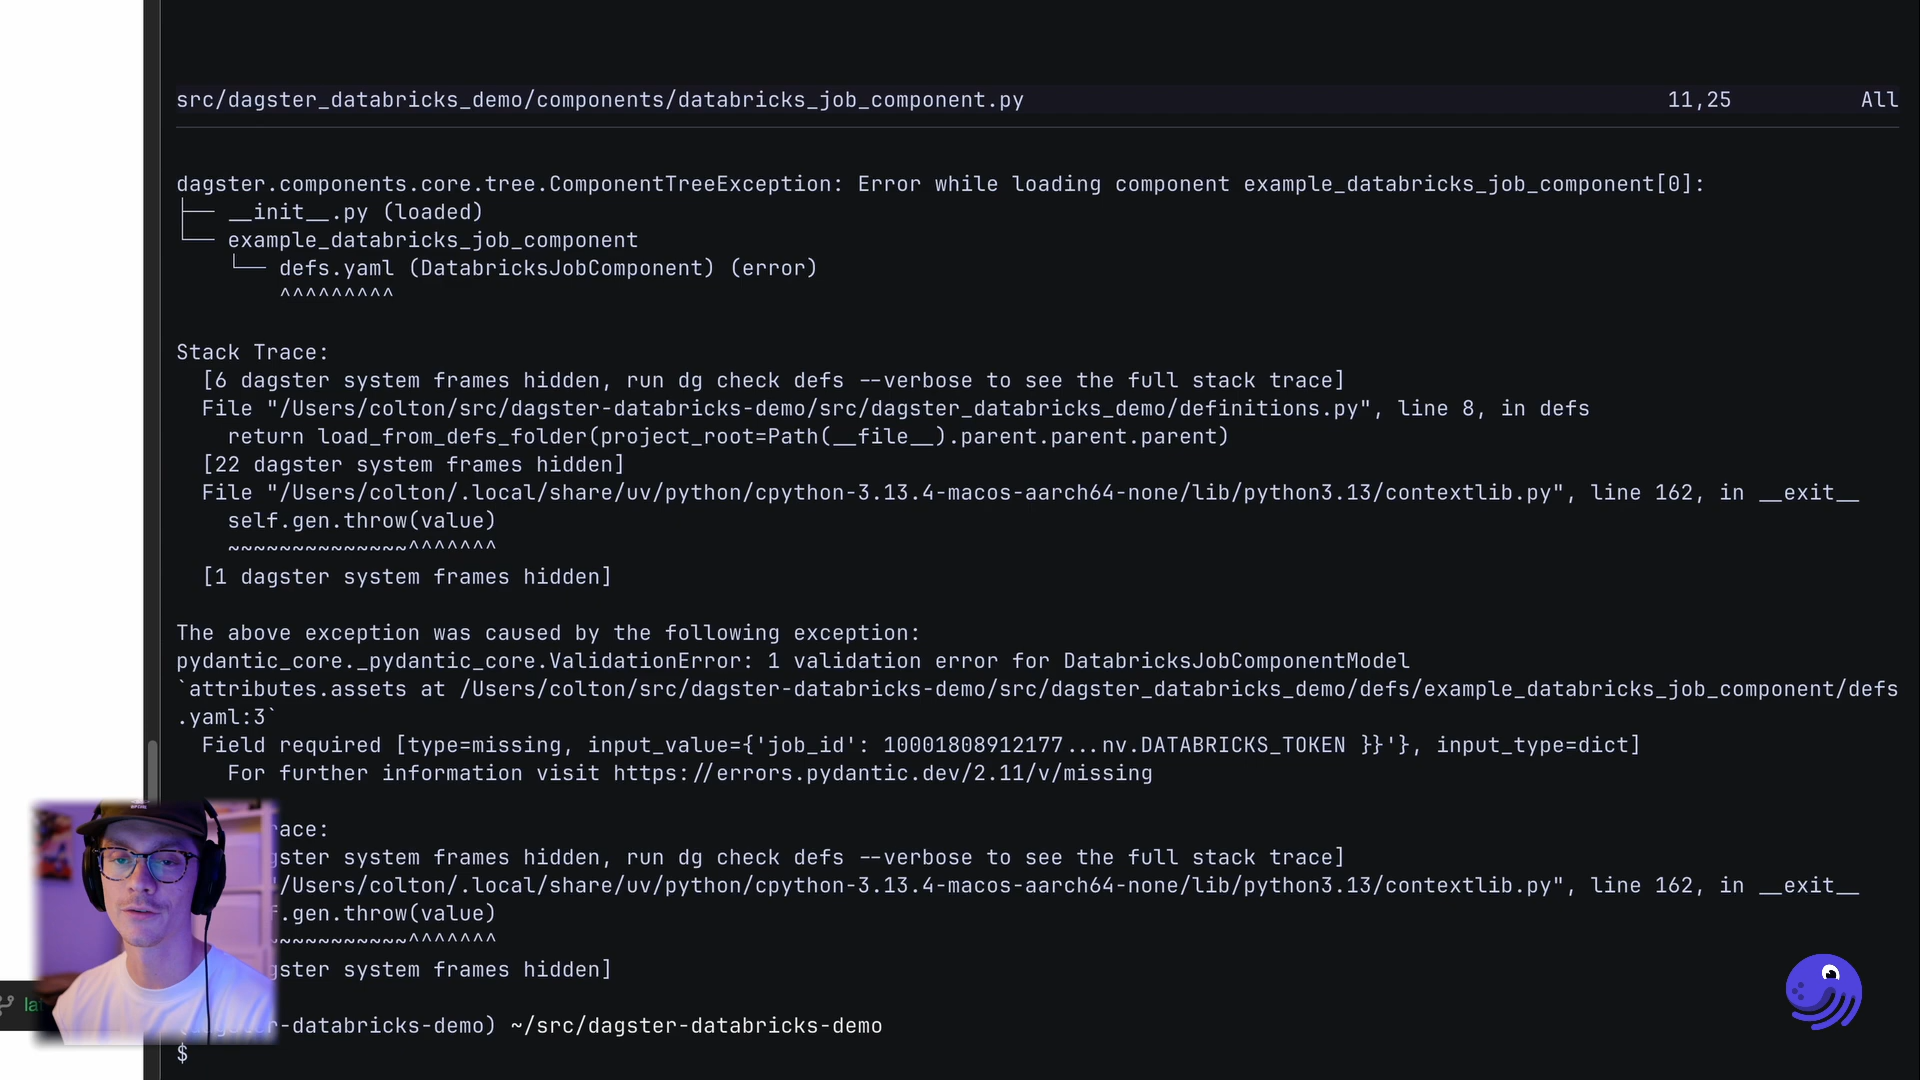 src/dagster_databricks_demo/components/databricks_job_component.py 11,25 All
dagster.components.core.tree.ComponentTreeException: Error while loading component example_databricks_job_component[0]:
├── __init__.py (loaded)
└── example_databricks_job_component
    └── defs.yaml (DatabricksJobComponent) (error)
        ^^^^^^^^^
Stack Trace:
  [6 dagster system frames hidden, run dg check defs --verbose to see the full stack trace]
  File "/Users/colton/src/dagster-databricks-demo/src/dagster_databricks_demo/definitions.py", line 8, in defs
    return load_from_defs_folder(project_root=Path(__file__).parent.parent.parent)
  [22 dagster system frames hidden]
  File "/Users/colton/.local/share/uv/python/cpython-3.13.4-macos-aarch64-none/lib/python3.13/contextlib.py", line 162, in __exit__
    self.gen.throw(value)
    ~~~~~~~~~~~~~~^^^^^^^
  [1 dagster system frames hidden]
The above exception was caused by the following exception:
pydantic_core._pydantic_core.ValidationError: 1 validation error for DatabricksJobComponentModel
`attributes.assets at /Users/colton/src/dagster-databricks-demo/src/dagster_databricks_demo/defs/example_databricks_job_component/defs
.yaml:3`
  Field required [type=missing, input_value={'job_id': 10001808912177...nv.DATABRICKS_TOKEN }}'}, input_type=dict]
    For further information visit https://errors.pydantic.dev/2.11/v/missing
ace:
gster system frames hidden, run dg check defs --verbose to see the full stack trace]
"/Users/colton/.local/share/uv/python/cpython-3.13.4-macos-aarch64-none/lib/python3.13/contextlib.py", line 162, in __exit__
f.gen.throw(value)
~~~~~~~~~~~^^^^^^^
gster system frames hidden]
-databricks-demo) ~/src/dagster-databricks-demo
$